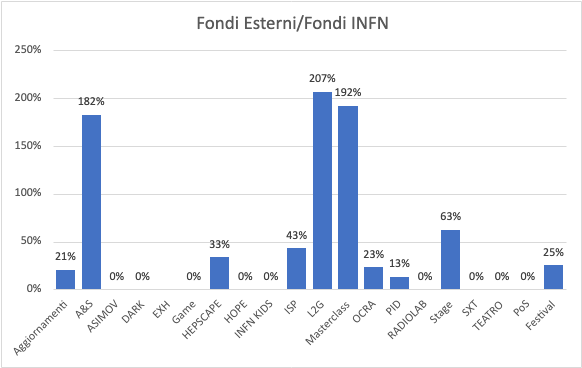 Fondi Esterni/Fondi INFN
250%
200%
150%
100%
50%
0%
21%
182%
0%
0%
0%
33%
0%
0%
43%
207%
192%
23%
13%
0%
63%
0%
0%
0%
25%
Aggiornamenti
A&S
ASIMOV
DARK
EXH
Game
HEPSCAPE
HOPE
INFN KIDS
ISP
L2G
Masterclass
OCRA
PID
RADIOLAB
Stage
SXT
TEATRO
PoS
Festival